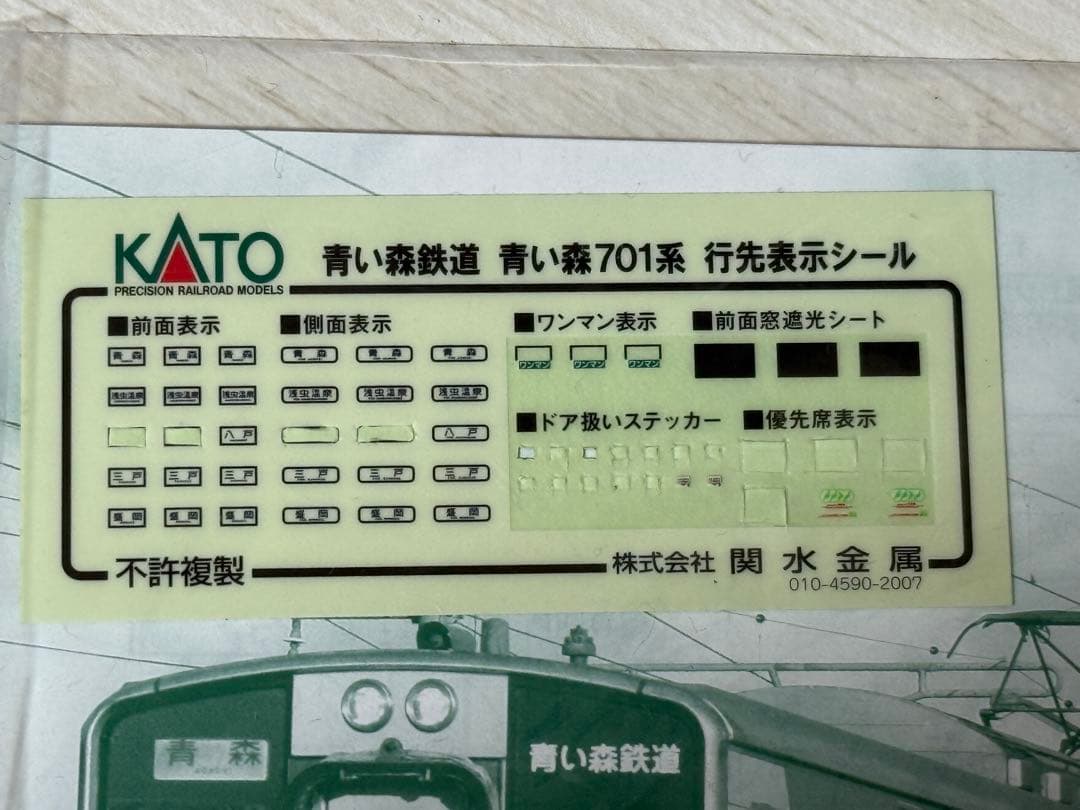 KATO
PRECISION RAILROAD MODELS
青い森鉄道 青い森701系 行先表示シール
■前面表示
■側面表示
■ワンマン表示
■前面窓遮光シート
青森 青森 青森 青森 青森 青森
ワンマン ワンマン ワンマン
浅虫温泉 浅虫温泉 浅虫温泉 浅虫温泉 浅虫温泉 浅虫温泉
■ドア扱いステッカー
■優先席表示
八戸 八戸
三戸 三戸 三戸 三戸 三戸 三戸
盛岡 盛岡 盛岡 盛岡 盛岡 盛岡
不許複製
株式会社 関水金属
010-4590-2007
青森
青い森鉄道